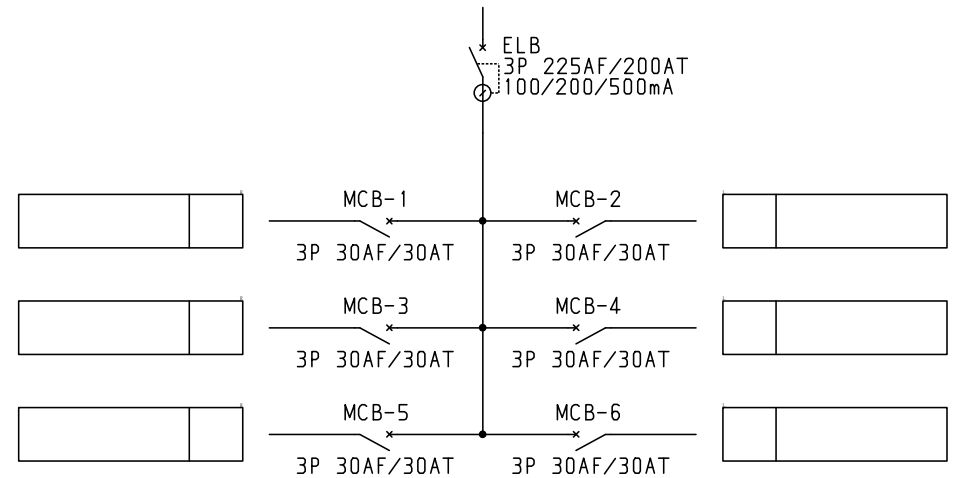 ELB
3P 225AF/200AT
100/200/500mA
MCB-1
MCB-2
3P 30AF/30AT
3P 30AF/30AT
MCB-3
MCB-4
3P 30AF/30AT
3P 30AF/30AT
MCB-5
MCB-6
3P 30AF/30AT
3P 30AF/30AT